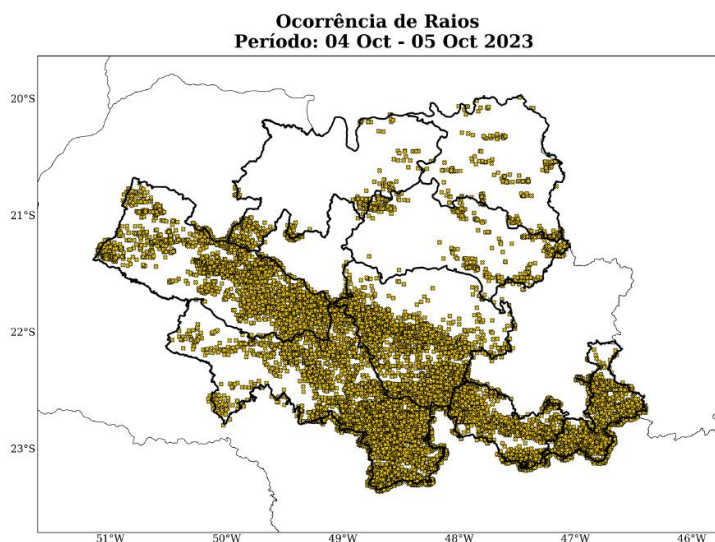 Ocorrência de Raios
Período: 04 Oct - 05 Oct 2023
20°S
21°S
22°S
23°S
51°W
50°W
49°W
48°W
47°W
46°W